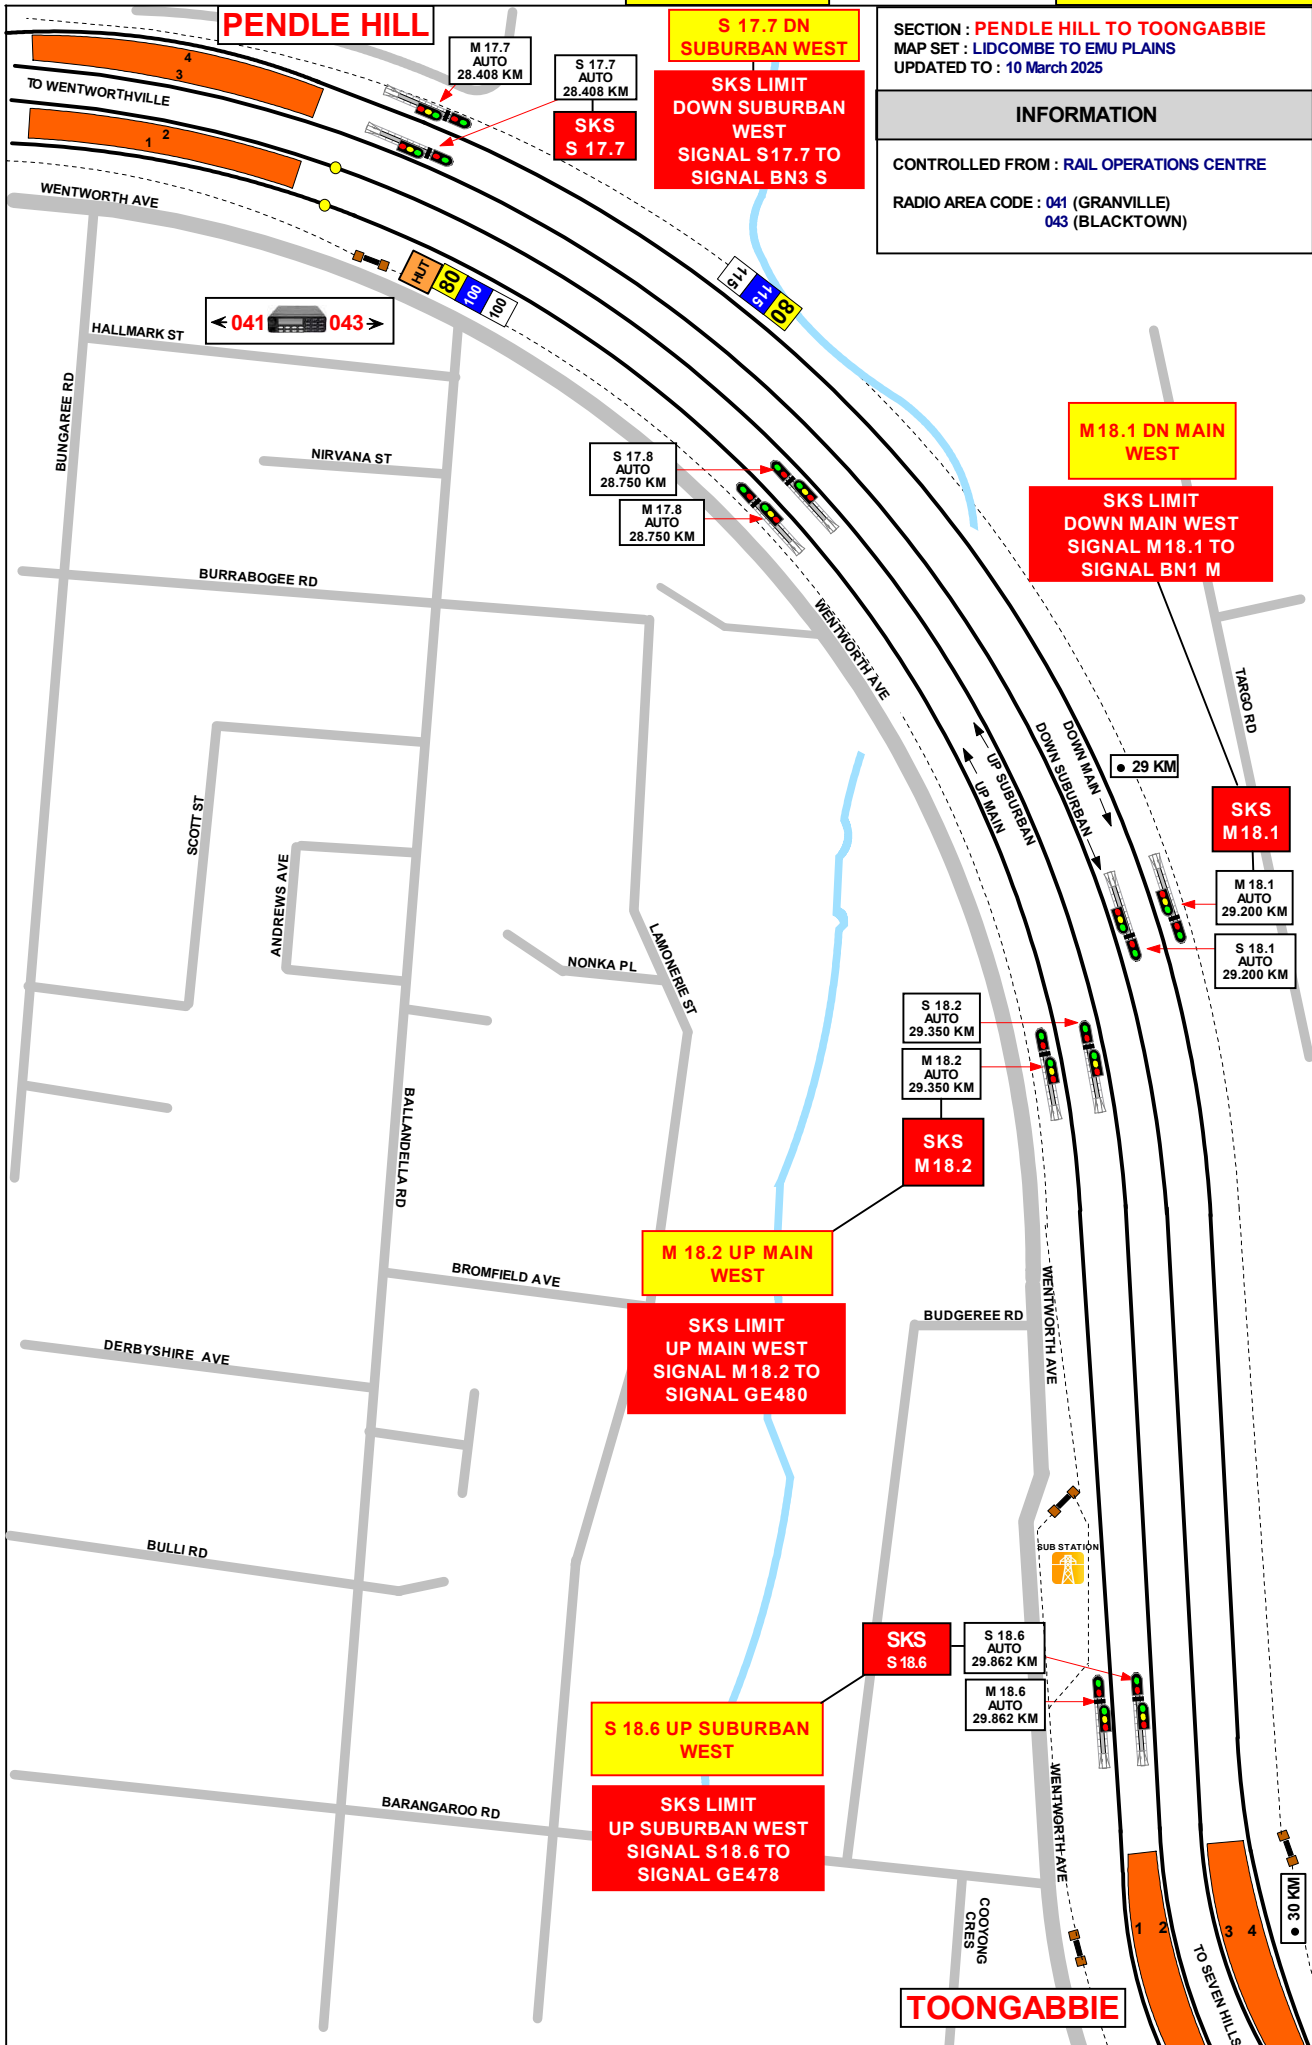 PENDLE HILL
S 17.7 DN
SUBURBAN WEST
SKS LIMIT
DOWN SUBURBAN
WEST
SIGNAL S17.7 TO
SIGNAL BN3 S
SECTION : PENDLE HILL TO TOONGABBIE
MAP SET : LIDCOMBE TO EMU PLAINS
UPDATED TO : 10 March 2025
INFORMATION
CONTROLLED FROM : RAIL OPERATIONS CENTRE
RADIO AREA CODE : 041 (GRANVILLE)
043 (BLACKTOWN)
M 17.7
AUTO
28.408 KM
S 17.7
AUTO
28.408 KM
SKS
S 17.7
4
3
TO WENTWORTHVILLE
2
1
WENTWORTH AVE
HUT
80
100
100
115
115
80
041
043
HALLMARK ST
BUNGAREE RD
NIRVANA ST
S 17.8
AUTO
28.750 KM
M 17.8
AUTO
28.750 KM
M18.1 DN MAIN
WEST
SKS LIMIT
DOWN MAIN WEST
SIGNAL M18.1 TO
SIGNAL BN1 M
BURRABOGEE RD
WENTWORTH AVE
TARGO RD
DOWN MAIN
DOWN SUBURBAN
UP SUBURBAN
UP MAIN
29 KM
SKS
M18.1
M 18.1
AUTO
29.200 KM
S 18.1
AUTO
29.200 KM
SCOTT ST
ANDREWS AVE
LAMONERIE ST
NONKA PL
S 18.2
AUTO
29.350 KM
M 18.2
AUTO
29.350 KM
SKS
M18.2
BALLANDELLA RD
M 18.2 UP MAIN
WEST
SKS LIMIT
UP MAIN WEST
SIGNAL M18.2 TO
SIGNAL GE480
BROMFIELD AVE
BUDGEREE RD
WENTWORTH AVE
DERBYSHIRE AVE
BULLI RD
SUB STATION
SKS
S 18.6
S 18.6
AUTO
29.862 KM
M 18.6
AUTO
29.862 KM
S 18.6 UP SUBURBAN
WEST
SKS LIMIT
UP SUBURBAN WEST
SIGNAL S18.6 TO
SIGNAL GE478
BARANGAROO RD
WENTWORTH AVE
COOYONG
CRES
1 2
3 4
30 KM
TO SEVEN HILLS
TOONGABBIE